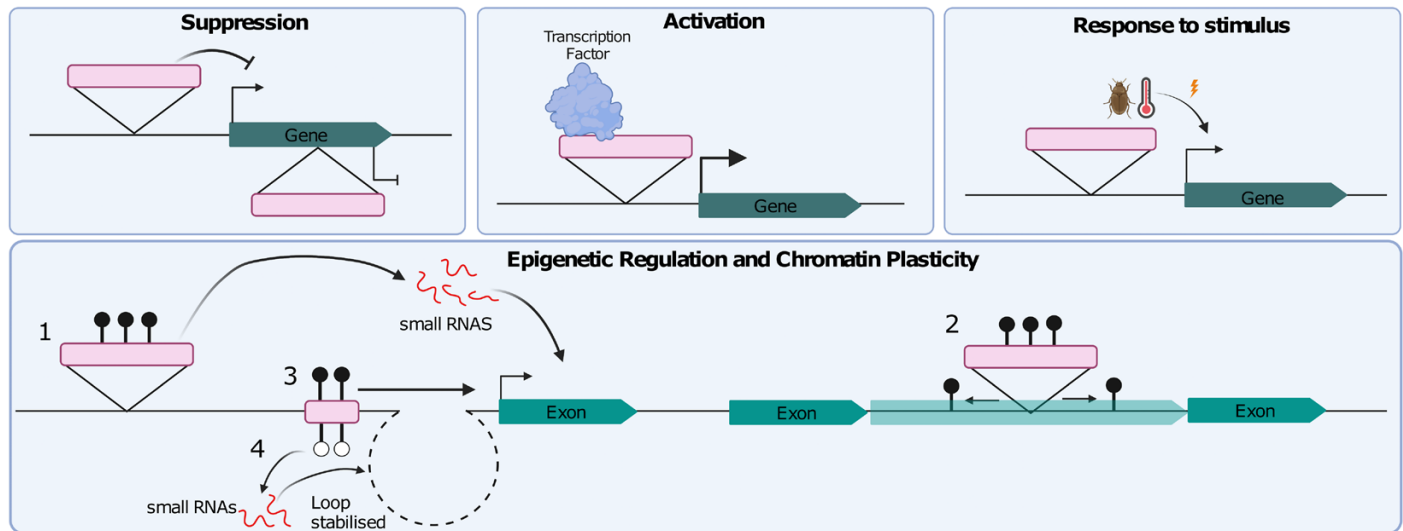 Suppression
Gene
Activation
Transcription
Factor
Gene
Response to stimulus
Gene
Epigenetic Regulation and Chromatin Plasticity
1
small RNAS
2
3
Exon
Exon
Exon
4
small RNAs
Loop
stabilised